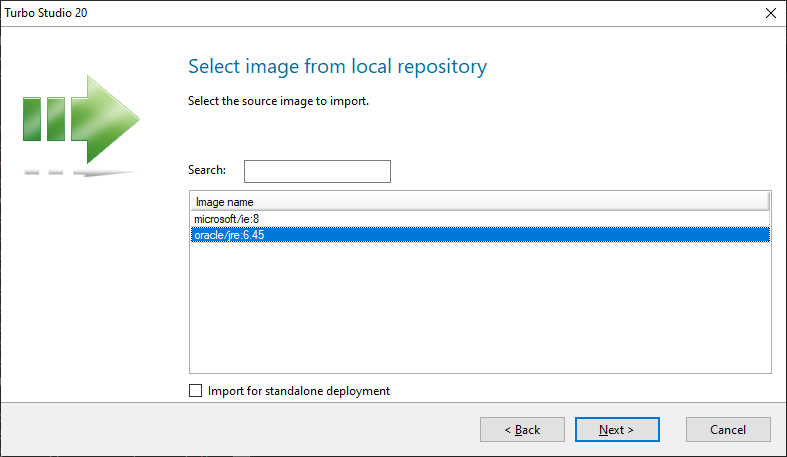 Turbo Studio 20
Select image from local repository
Select the source image to import.
Search:
Image name
microsoft/ie:8
oracle/jre:6.45
Import for standalone deployment
< Back
Next >
Cancel